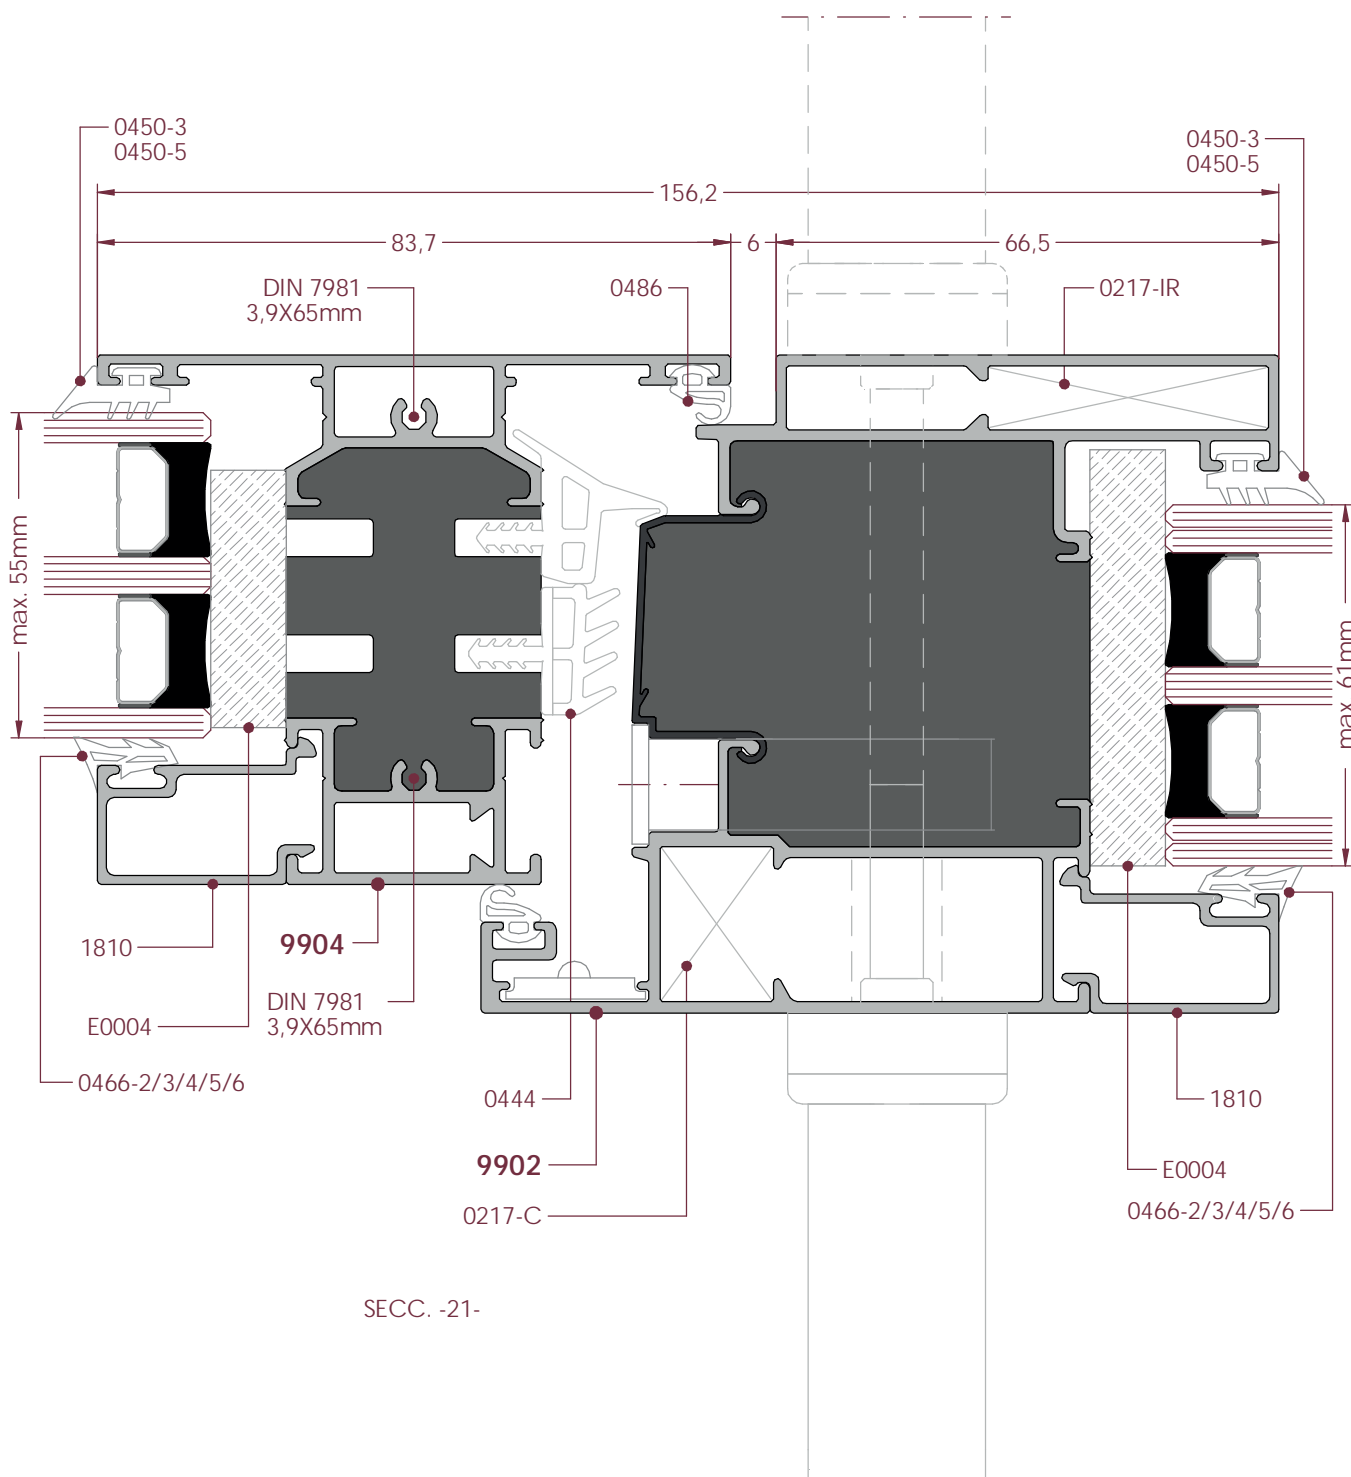 0450-3
0450-5
0450-3
0450-5
156,2
83,7
6
66,5
DIN 7981
3,9X65mm
0486
0217-IR
max. 55mm
max. 61mm
1810
9904
DIN 7981
3,9X65mm
E0004
0466-2/3/4/5/6
0444
1810
9902
E0004
0217-C
0466-2/3/4/5/6
SECC. -21-